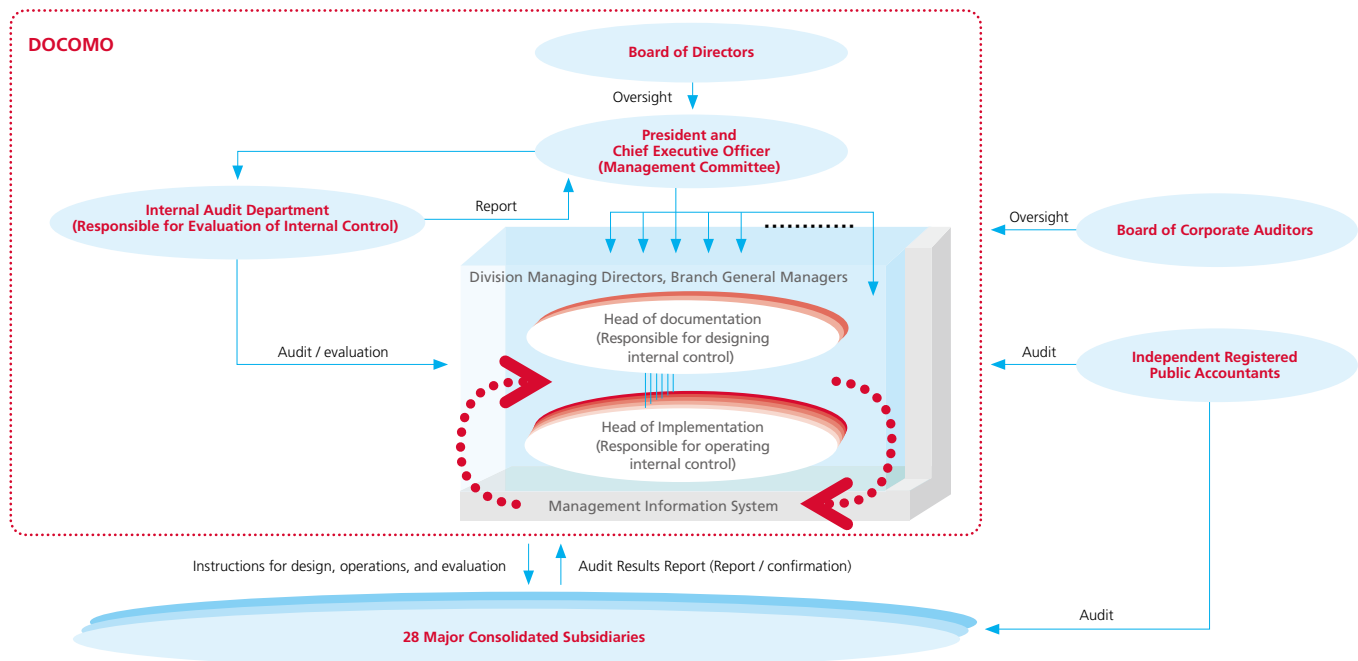 DOCOMO
Board of Directors
Oversight
President and
Chief Executive Officer
(Management Committee)
Internal Audit Department
(Responsible for Evaluation of Internal Control)
Report
Oversight
Board of Corporate Auditors
Division Managing Directors, Branch General Managers
Head of documentation
(Responsible for designing
internal control)
Audit / evaluation
Audit
Independent Registered
Public Accountants
Head of Implementation
(Responsible for operating
internal control)
Management Information System
Instructions for design, operations, and evaluation
Audit Results Report (Report / confirmation)
Audit
28 Major Consolidated Subsidiaries